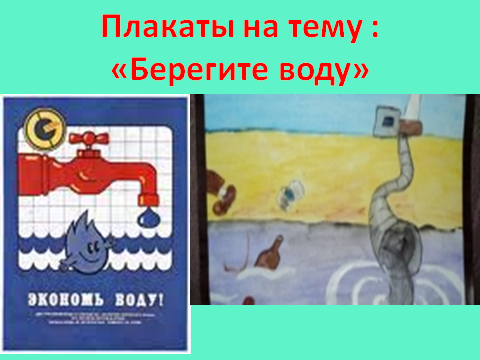 Плакаты на тему :
«Берегите воду»
ЭКОНОМЬ ВОДУ!